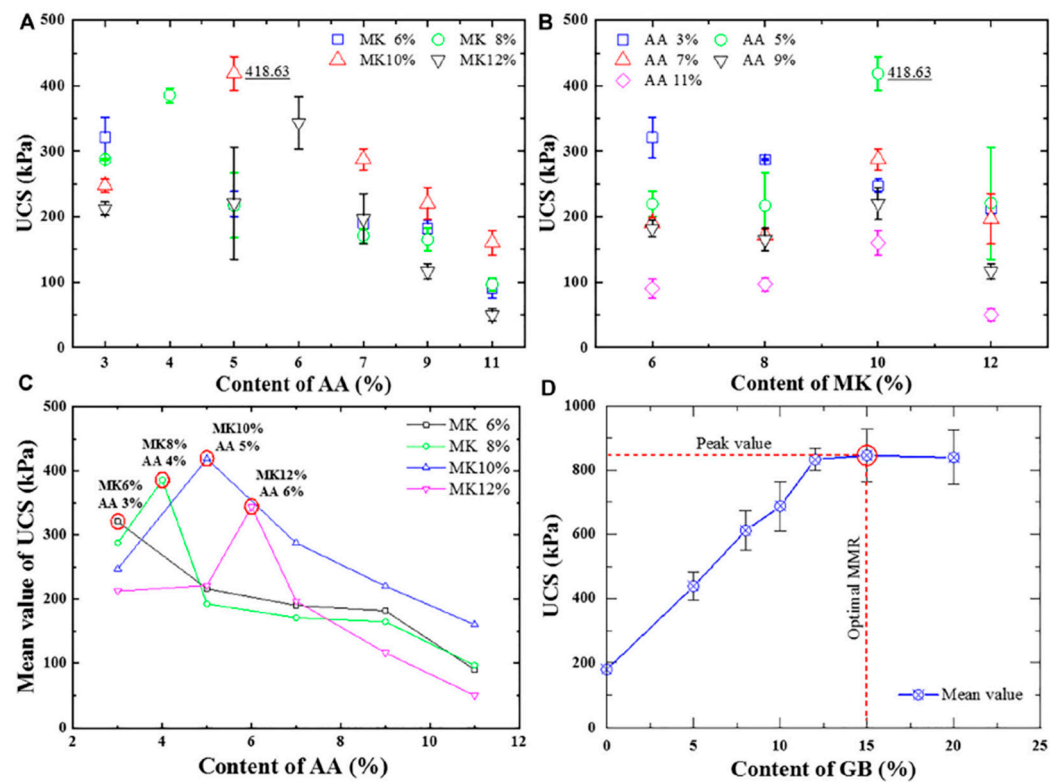 A
MK 6%
MK 8%
MK10%
MK12%
418.63
UCS (kPa)
500
400
300
200
100
0
3
4
5
6
7
9
11
Content of AA (%)
B
AA 3%
AA 5%
AA 7%
AA 9%
AA 11%
418.63
UCS (kPa)
500
400
300
200
100
0
6
8
10
12
Content of MK (%)
C
MK 6%
MK 8%
MK10%
MK12%
MK6%
AA 3%
MK8%
AA 4%
MK10%
AA 5%
MK12%
AA 6%
Mean value of UCS (kPa)
500
400
300
200
100
0
2
4
6
8
10
12
Content of AA (%)
D
Peak value
Optimal MMR
Mean value
UCS (kPa)
1000
800
600
400
200
0
0
5
10
15
20
25
Content of GB (%)